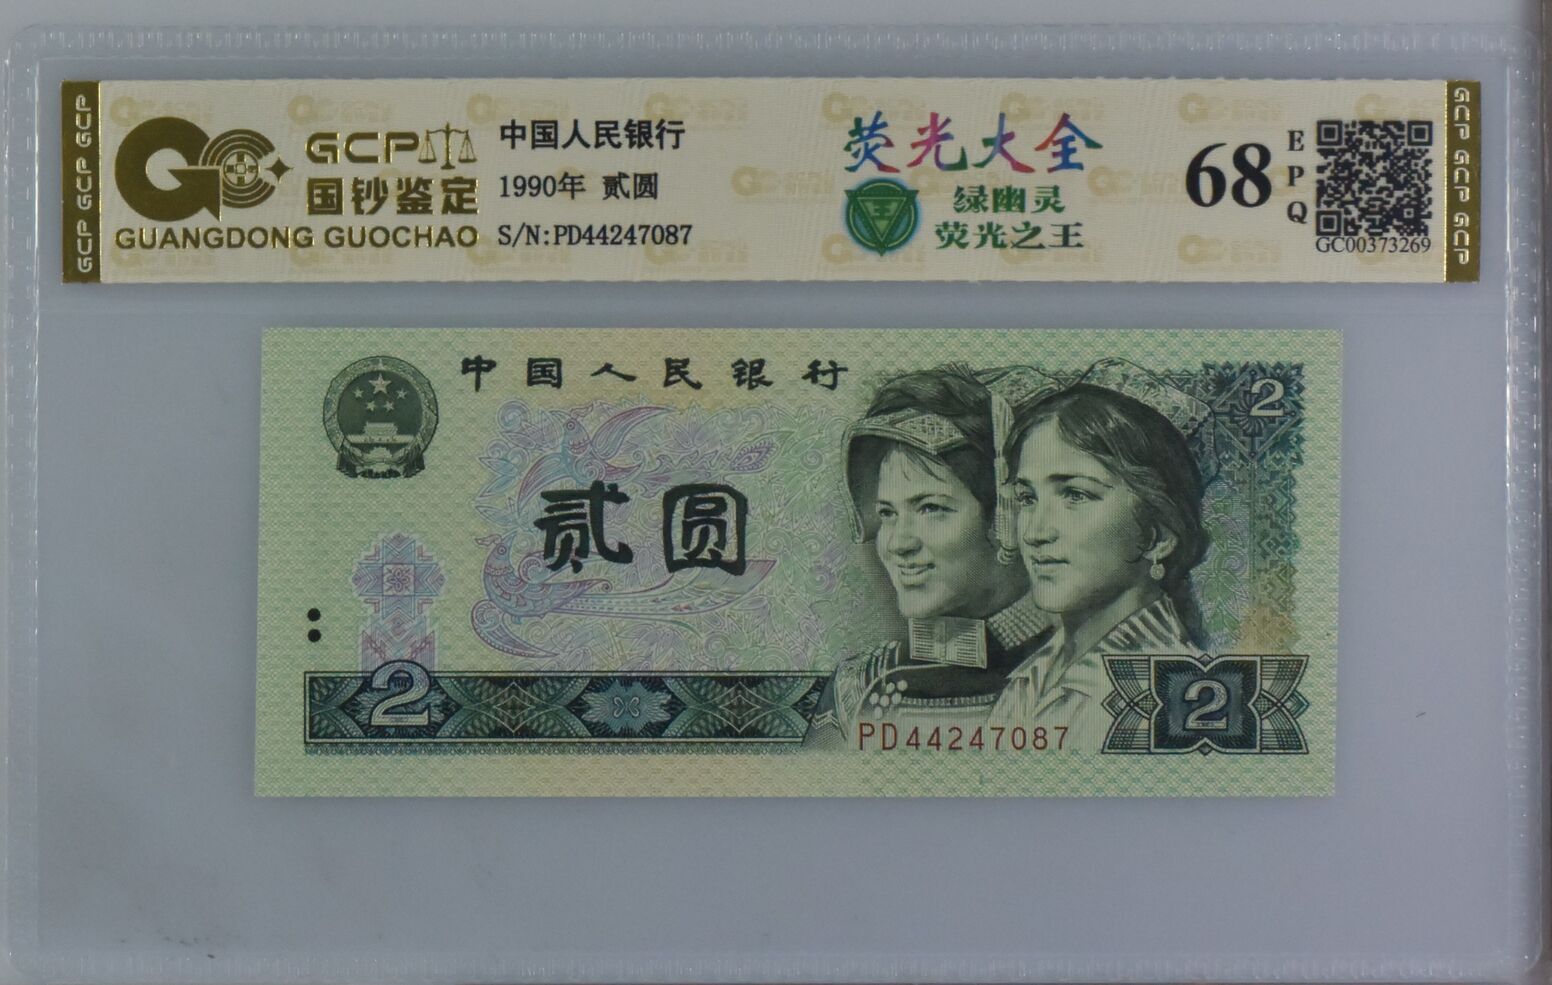 GCP GCP GCP
GCP
国钞鉴定
GUANGDONG GUOCHAO
中国人民银行
1990年 贰圆
S/N:PD44247087
荧光大全
王
绿幽灵
荧光之王
68
EPQ
GC00373269
GCP GCP GCP
中国人民银行
2
贰圆
2
PD44247087
2